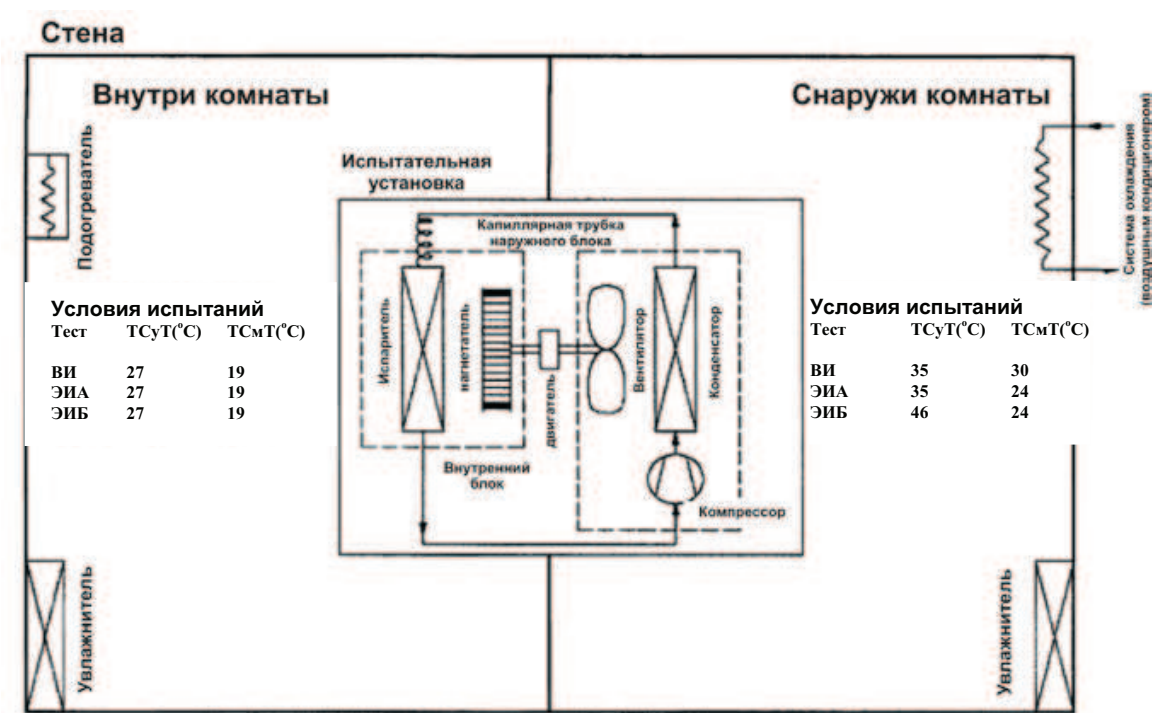 Стена
Внутри комнаты
Снаружи комнаты
Подогреватель
Испытательная
установка
Капиллярная трубка
наружного блока
Система охлаждения
(воздушным кондиционером)
Условия испытаний
Тест ТСуТ(°С) ТСмТ(°С)
ВИ 27 19
ЭИА 27 19
ЭИБ 27 19
Испаритель
нагнетатель
двигатель
Вентилятор
Конденсатор
Условия испытаний
Тест ТСуТ(°С) ТСмТ(°С)
ВИ 35 30
ЭИА 35 24
ЭИБ 46 24
Внутренний
блок
Компрессор
Увлажнитель
Увлажнитель